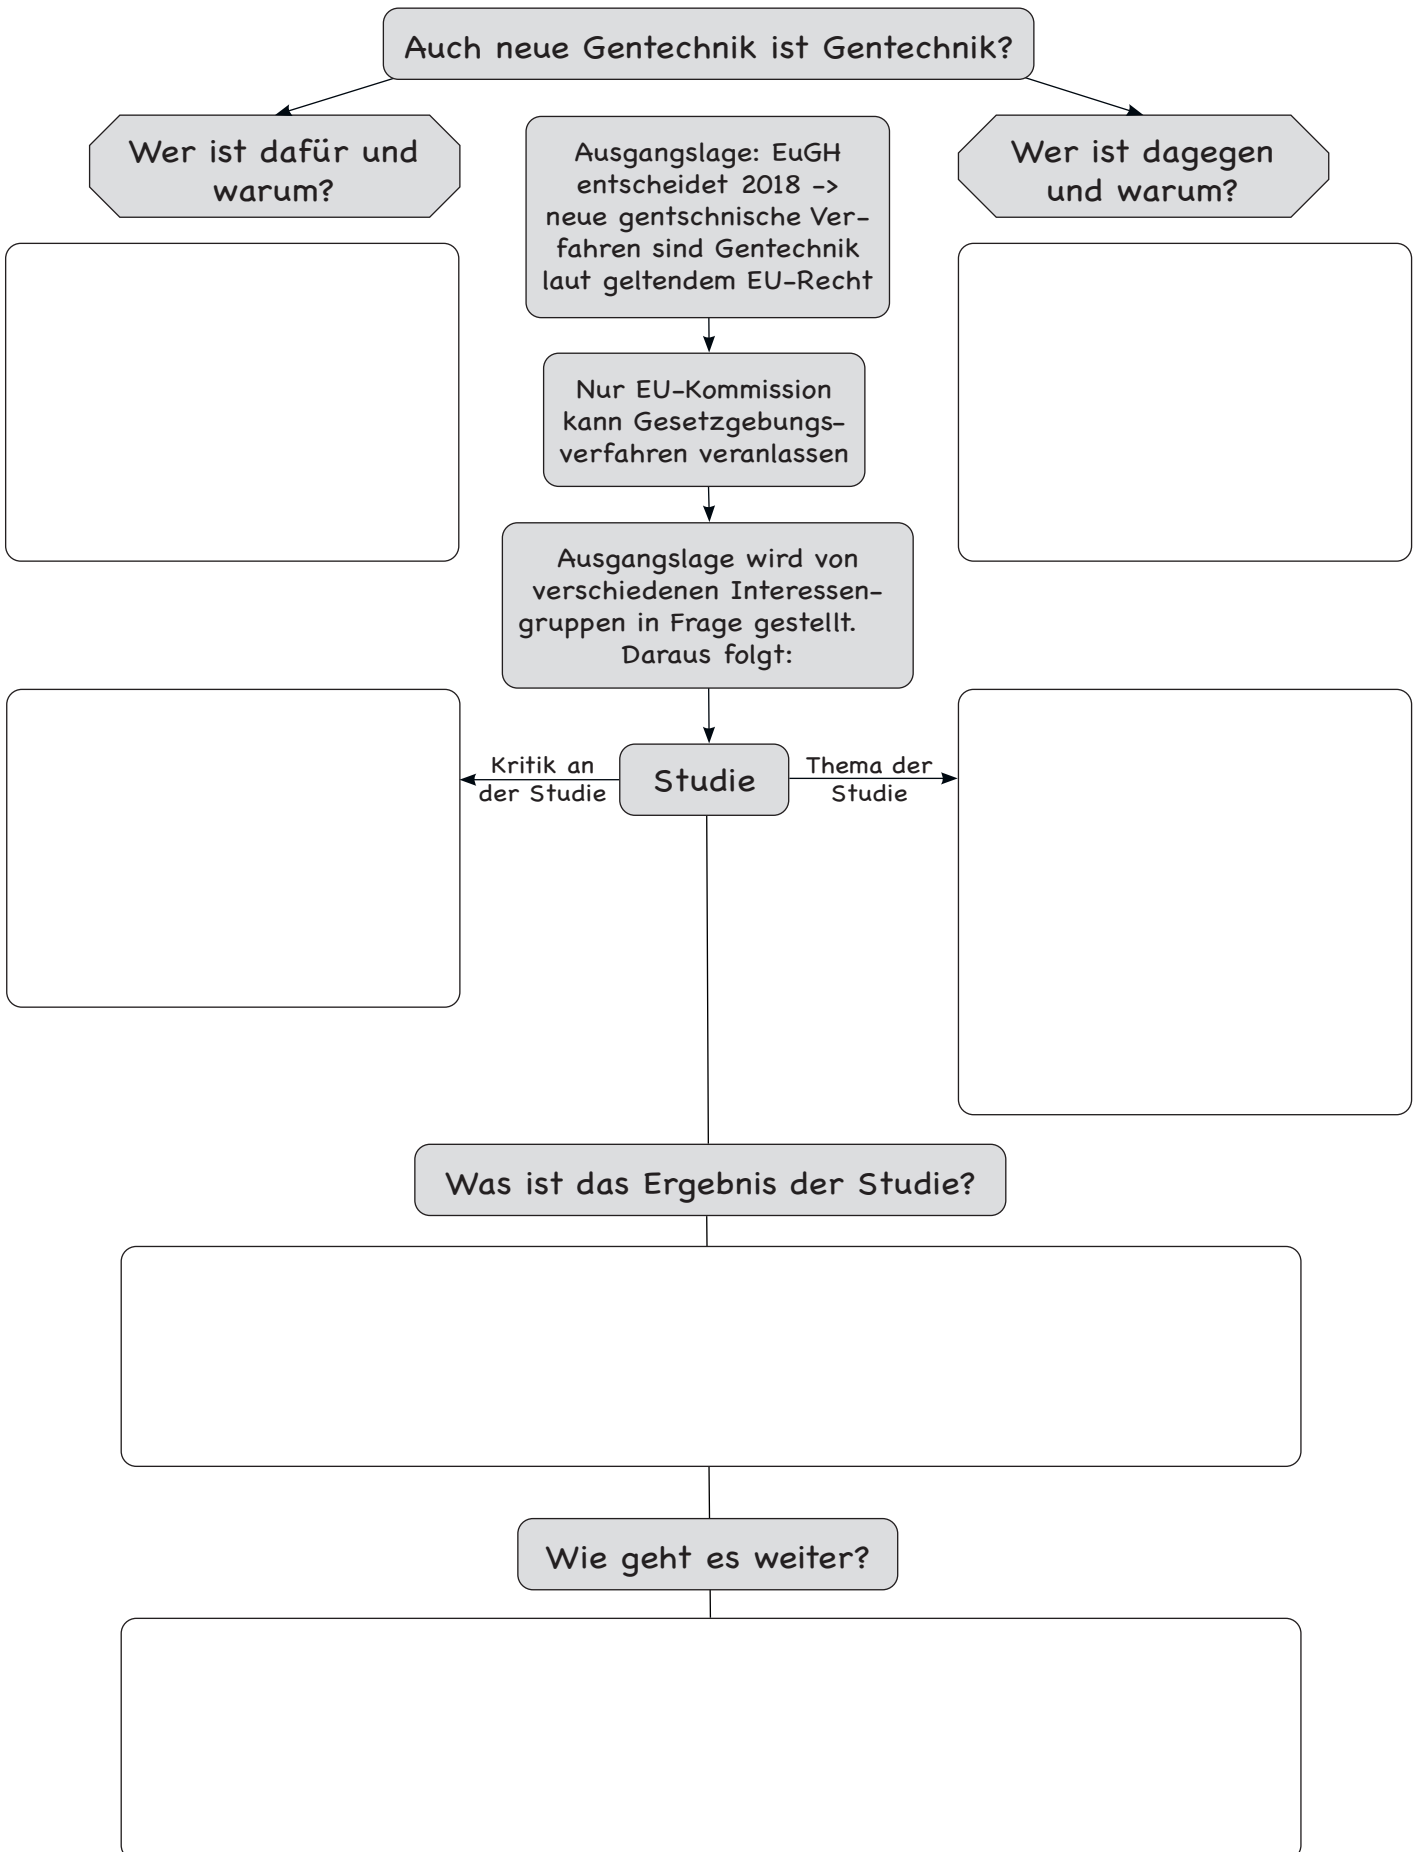 Auch neue Gentechnik ist Gentechnik?
Wer ist dafür und
warum?
Ausgangslage: EuGH
entscheidet 2018 ->
neue gentschnische Ver-
fahren sind Gentechnik
laut geltendem EU-Recht
Wer ist dagegen
und warum?
Nur EU-Kommission
kann Gesetzgebungs-
verfahren veranlassen
Ausgangslage wird von
verschiedenen Interessen-
gruppen in Frage gestellt.
Daraus folgt:
Kritik an
der Studie
Studie
Thema der
Studie
Was ist das Ergebnis der Studie?
Wie geht es weiter?